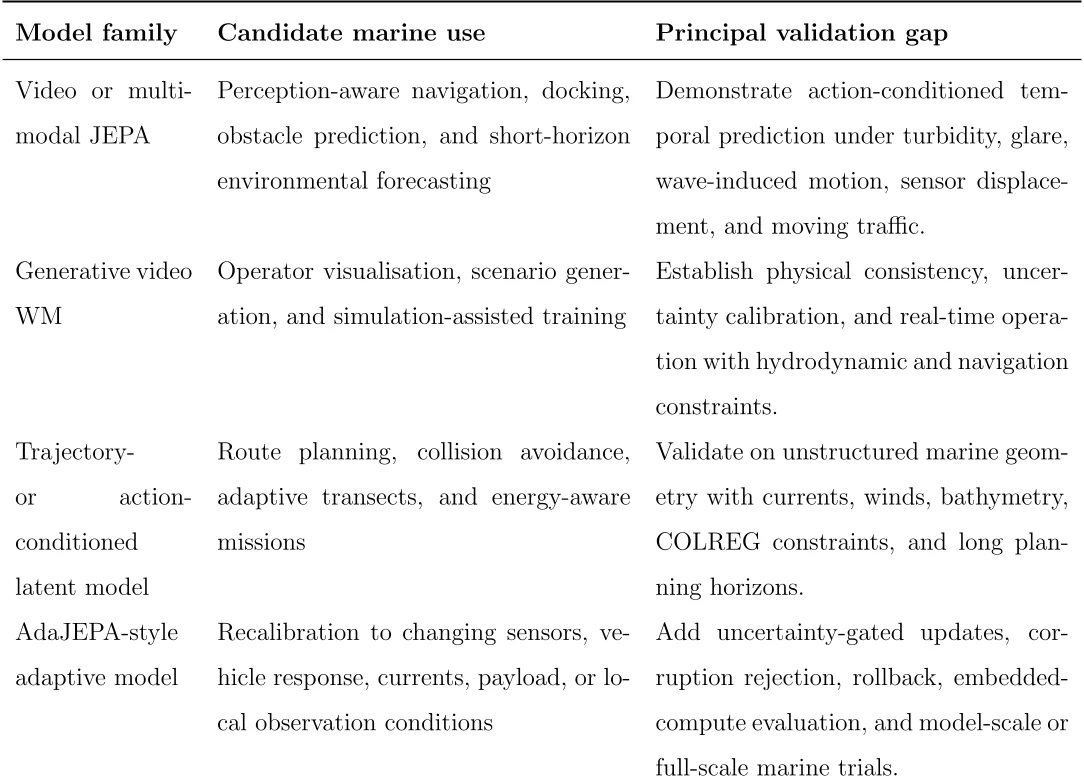 Model family Candidate marine use Principal validation gap
Video or multi- Perception-aware navigation, docking, Demonstrate action-conditioned tem-
modal JEPA obstacle prediction, and short-horizon poral prediction under turbidity, glare,
environmental forecasting wave-induced motion, sensor displace-
ment, and moving traffic.
Generative video Operator visualisation, scenario gener- Establish physical consistency, uncer-
WM ation, and simulation-assisted training tainty calibration, and real-time opera-
tion with hydrodynamic and navigation
constraints.
Trajectory- Route planning, collision avoidance, Validate on unstructured marine geom-
or action- adaptive transects, and energy-aware etry with currents, winds, bathymetry,
conditioned missions COLREG constraints, and long plan-
latent model ning horizons.
AdaJEPA-style Recalibration to changing sensors, ve- Add uncertainty-gated updates, cor-
adaptive model hicle response, currents, payload, or lo- ruption rejection, rollback, embedded-
cal observation conditions compute evaluation, and model-scale or
full-scale marine trials.